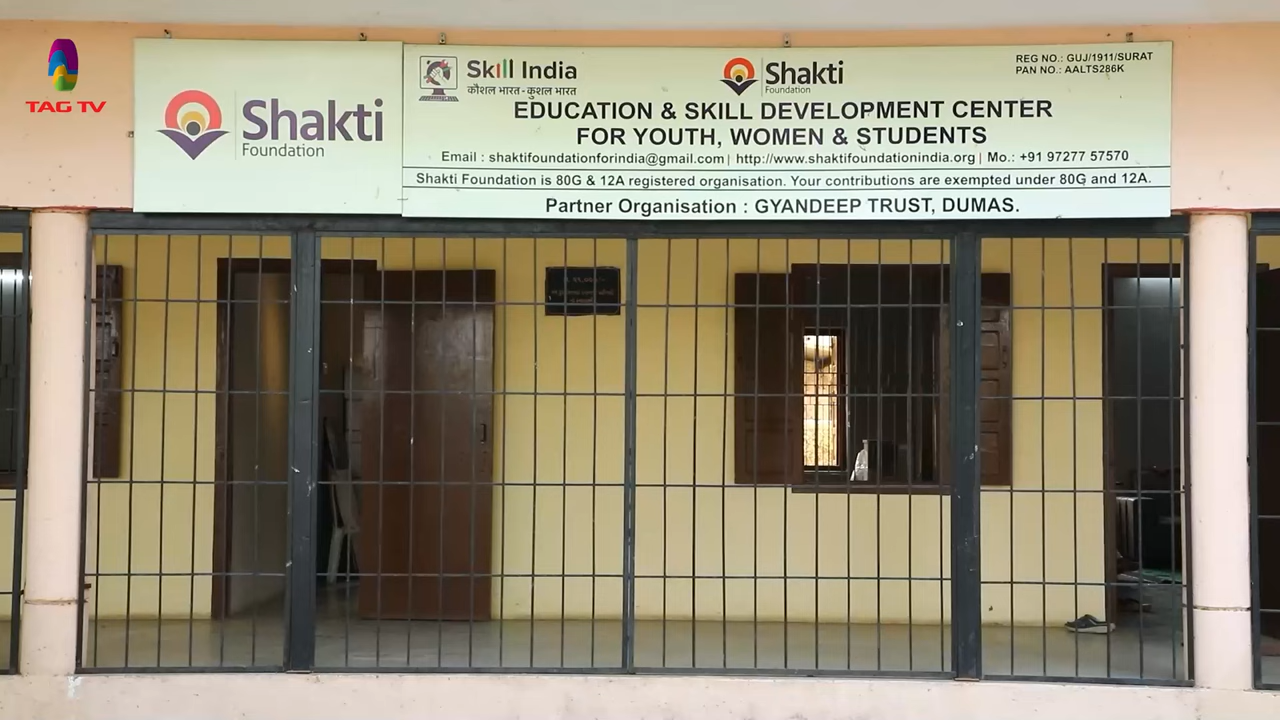 TAG TV
Shakti
Foundation
Skill India
कौशल भारत - कुशल भारत
Shakti
Foundation
REG NO.: GUJ/1911/SURAT
PAN NO.: AALTS286K
EDUCATION & SKILL DEVELOPMENT CENTER
FOR YOUTH, WOMEN & STUDENTS
Email : shaktifoundationforindia@gmail.com | http://www.shaktifoundationindia.org | Mo.: +91 97277 57570
Shakti Foundation is 80G & 12A registered organisation. Your contributions are exempted under 80G and 12A.
Partner Organisation : GYANDEEP TRUST, DUMAS.